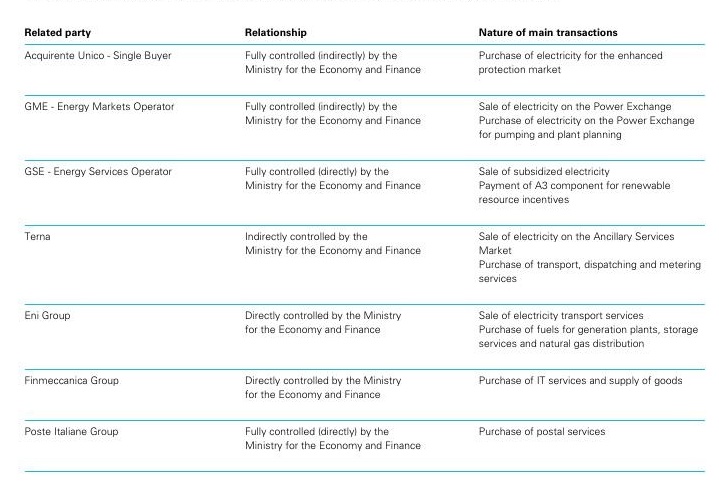 Related party Relationship Nature of main transactions
Acquirente Unico - Single Buyer Fully controlled (indirectly) by the Purchase of electricity for the enhanced
Ministry for the Economy and Finance protection market
GME - Energy Markets Operator Fully controlled (indirectly) by the Sale of electricity on the Power Exchange
Ministry for the Economy and Finance Purchase of electricity on the Power Exchange
for pumping and plant planning
GSE - Energy Services Operator Fully controlled (directly) by the Sale of subsidized electricity
Ministry for the Economy and Finance Payment of A3 component for renewable
resource incentives
Terna Indirectly controlled by the Sale of electricity on the Ancillary Services
Ministry for the Economy and Finance Market
Purchase of transport, dispatching and metering
services
Eni Group Directly controlled by the Ministry Sale of electricity transport services
for the Economy and Finance Purchase of fuels for generation plants, storage
services and natural gas distribution
Finmeccanica Group Directly controlled by the Ministry Purchase of IT services and supply of goods
for the Economy and Finance
Poste Italiane Group Fully controlled (directly) by the Purchase of postal services
Ministry for the Economy and Finance